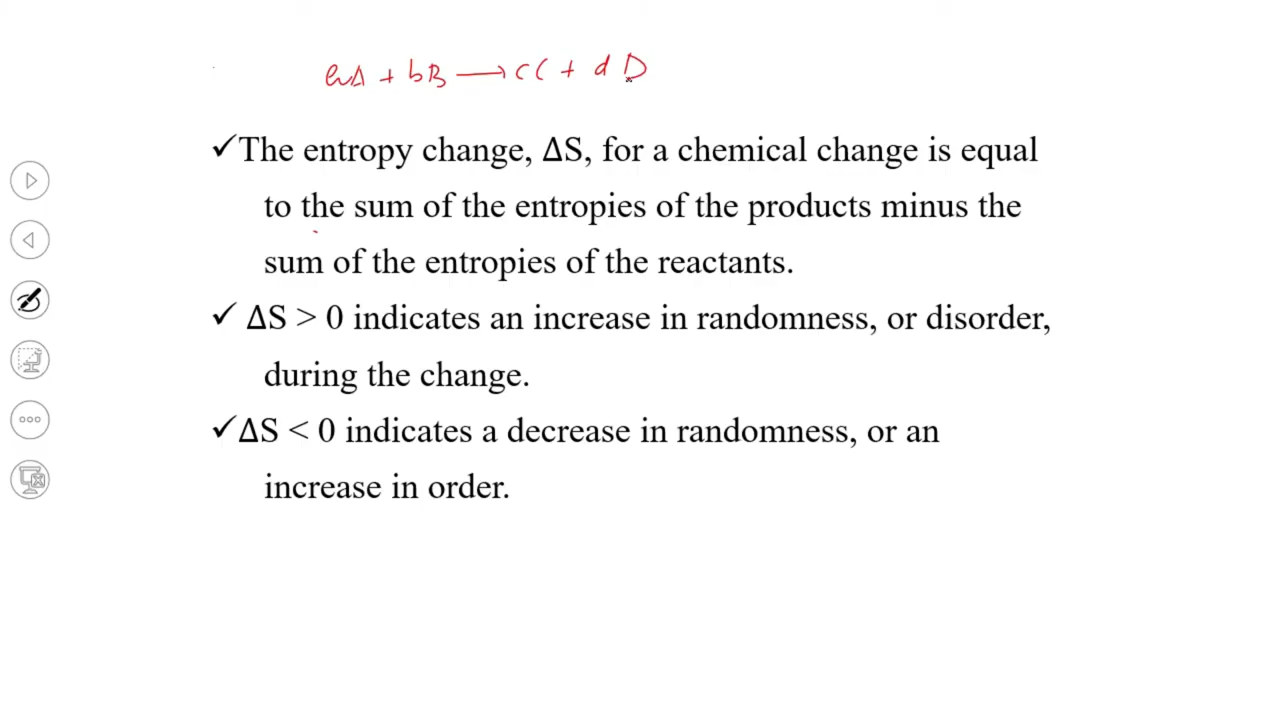 aA + bB ⟶ cC + d D
✓The entropy change, ΔS, for a chemical change is equal
to the sum of the entropies of the products minus the
sum of the entropies of the reactants.
✓ ΔS > 0 indicates an increase in randomness, or disorder,
during the change.
✓ΔS < 0 indicates a decrease in randomness, or an
increase in order.